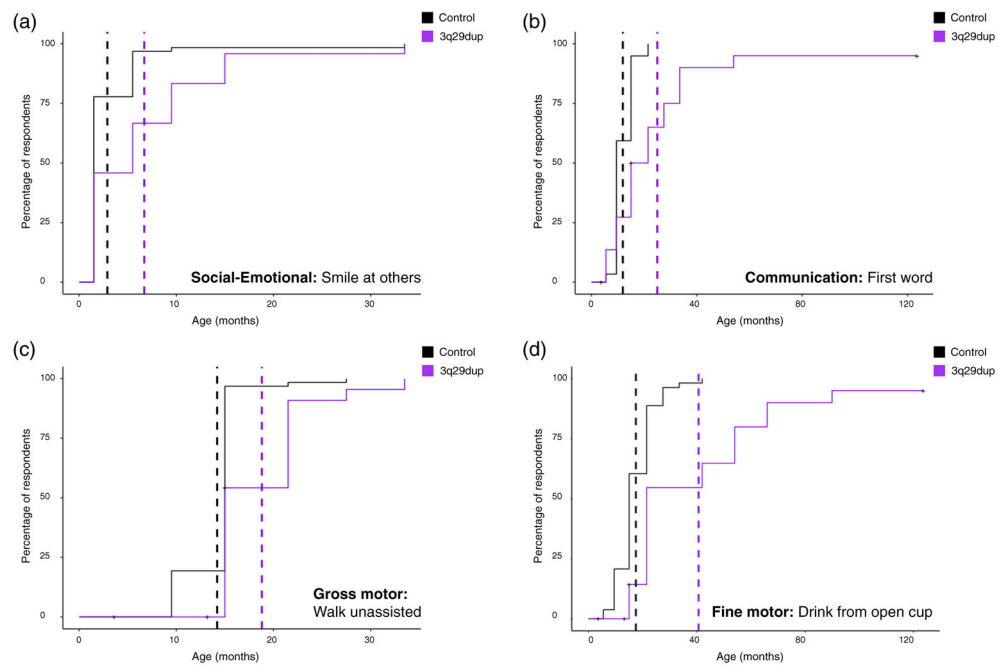 (a)
Control
3q29dup
100
75
50
25
0
Percentage of respondents
Social-Emotional: Smile at others
0 10 20 30
Age (months)
(b)
Control
3q29dup
100
75
50
25
0
Percentage of respondents
Communication: First word
0 40 80 120
Age (months)
(c)
Control
3q29dup
100
75
50
25
0
Percentage of respondents
Gross motor:
Walk unassisted
0 10 20 30
Age (months)
(d)
Control
3q29dup
100
75
50
25
0
Percentage of respondents
Fine motor: Drink from open cup
0 40 80 120
Age (months)